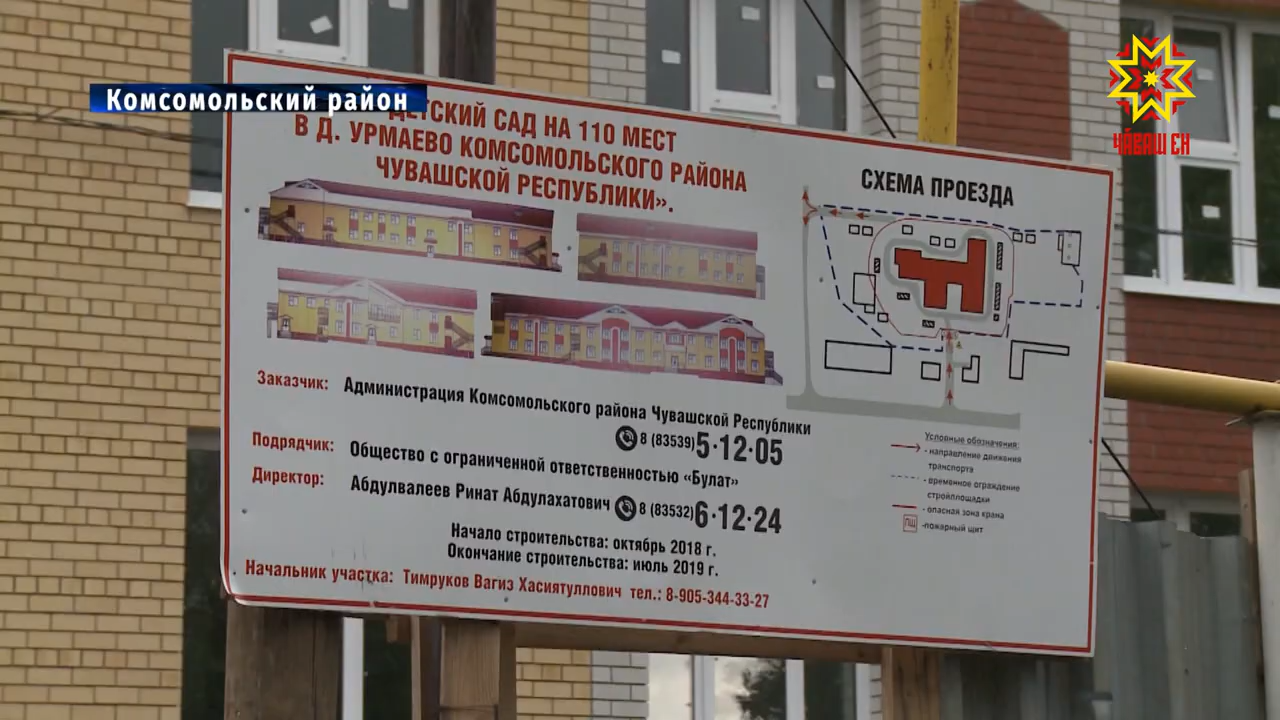 Комсомольский район
ЧӐВАШ ЕН
ДЕТСКИЙ САД НА 110 МЕСТ
В Д. УРМАЕВО КОМСОМОЛЬСКОГО РАЙОНА
ЧУВАШСКОЙ РЕСПУБЛИКИ».
СХЕМА ПРОЕЗДА
Заказчик: Администрация Комсомольского района Чувашской Республики
8 (83539) 5·12·05
Подрядчик: Общество с ограниченной ответственностью «Булат»
Директор: Абдулвалеев Ринат Абдулахатович 8 (83532) 6·12·24
Начало строительства: октябрь 2018 г.
Окончание строительства: июль 2019 г.
Начальник участка: Тимруков Вагиз Хасиятуллович тел.: 8-905-344-33-27
Условные обозначения:
- направление движения
транспорта
- временное ограждение
стройплощадки
- опасная зона крана
ПЩ -пожарный щит